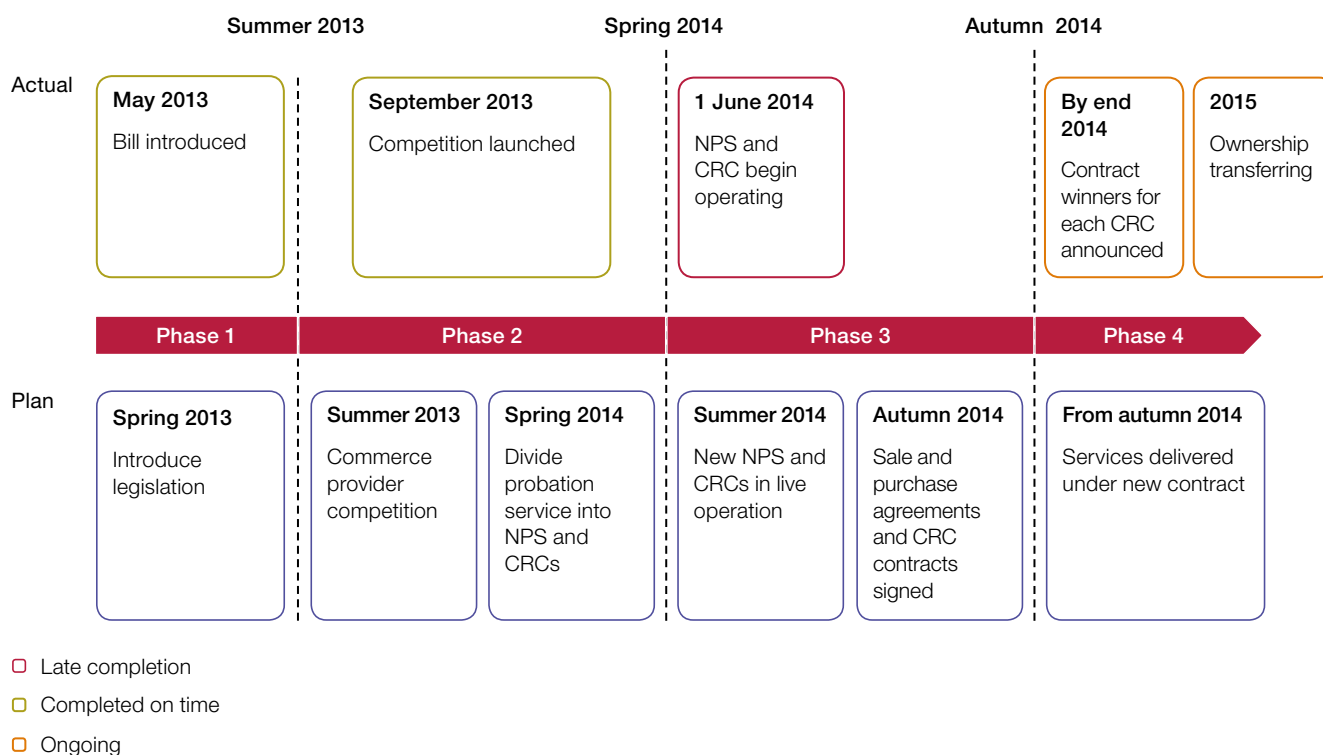 Summer 2013
Spring 2014
Autumn 2014
Actual
May 2013
Bill introduced
September 2013
Competition launched
1 June 2014
NPS and
CRC begin
operating
By end
2014
Contract
winners for
each CRC
announced
2015
Ownership
transferring
Phase 1
Phase 2
Phase 3
Phase 4
Plan
Spring 2013
Introduce
legislation
Summer 2013
Commerce
provider
competition
Spring 2014
Divide
probation
service into
NPS and
CRCs
Summer 2014
New NPS and
CRCs in live
operation
Autumn 2014
Sale and
purchase
agreements
and CRC
contracts
signed
From autumn 2014
Services delivered
under new contract
Late completion
Completed on time
Ongoing